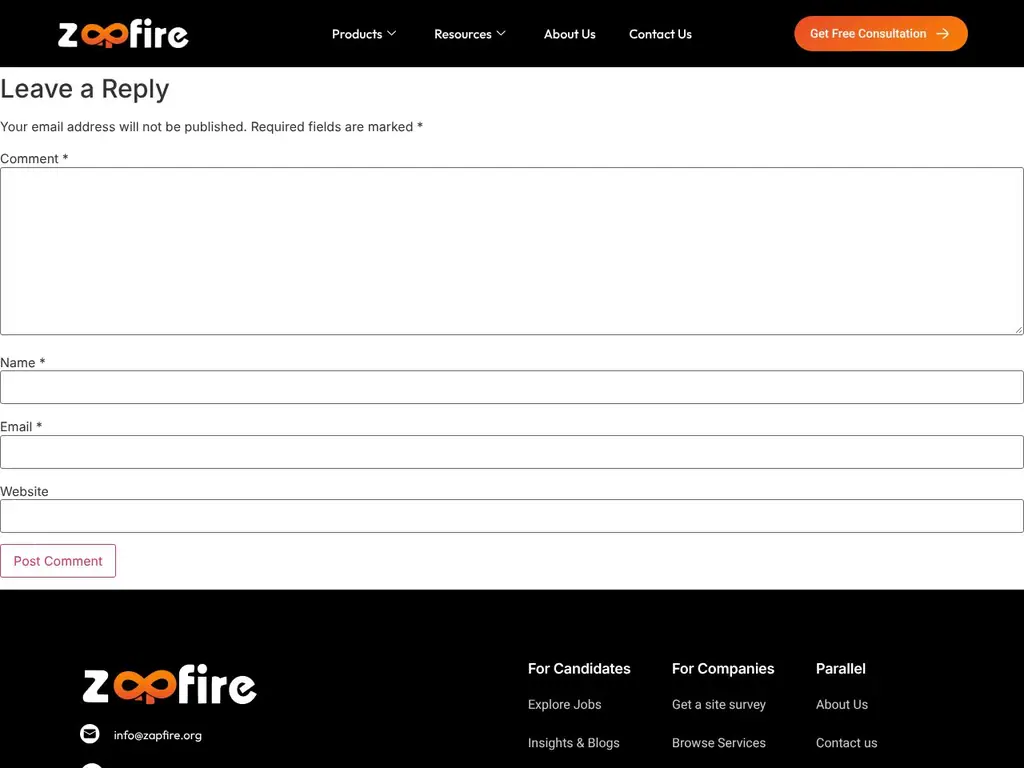 zapfire
Products
Resources
About Us
Contact Us
Get Free Consultation
Leave a Reply
Your email address will not be published. Required fields are marked *
Comment *
Name *
Email *
Website
Post Comment
zapfire
info@zapfire.org
For Candidates
Explore Jobs
Insights & Blogs
For Companies
Get a site survey
Browse Services
Parallel
About Us
Contact us